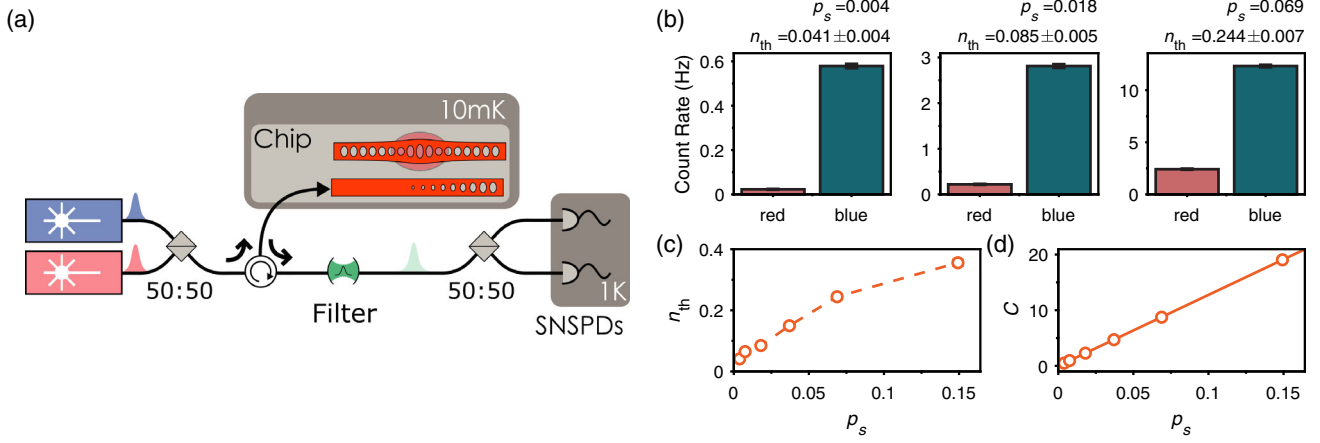 (a)
10mK
Chip
50:50
Filter
50:50
1K
SNSPDs
(b)
p_s =0.004
n_th =0.041±0.004
p_s =0.018
n_th =0.085±0.005
p_s =0.069
n_th =0.244±0.007
Count Rate (Hz)
0.6
0.4
0.2
0
red
blue
3
2
1
0
red
blue
10
5
0
red
blue
(c)
n_th
0.4
0.2
0.0
0
0.05
0.10
0.15
p_s
(d)
C
20
10
0
0
0.05
0.10
0.15
p_s